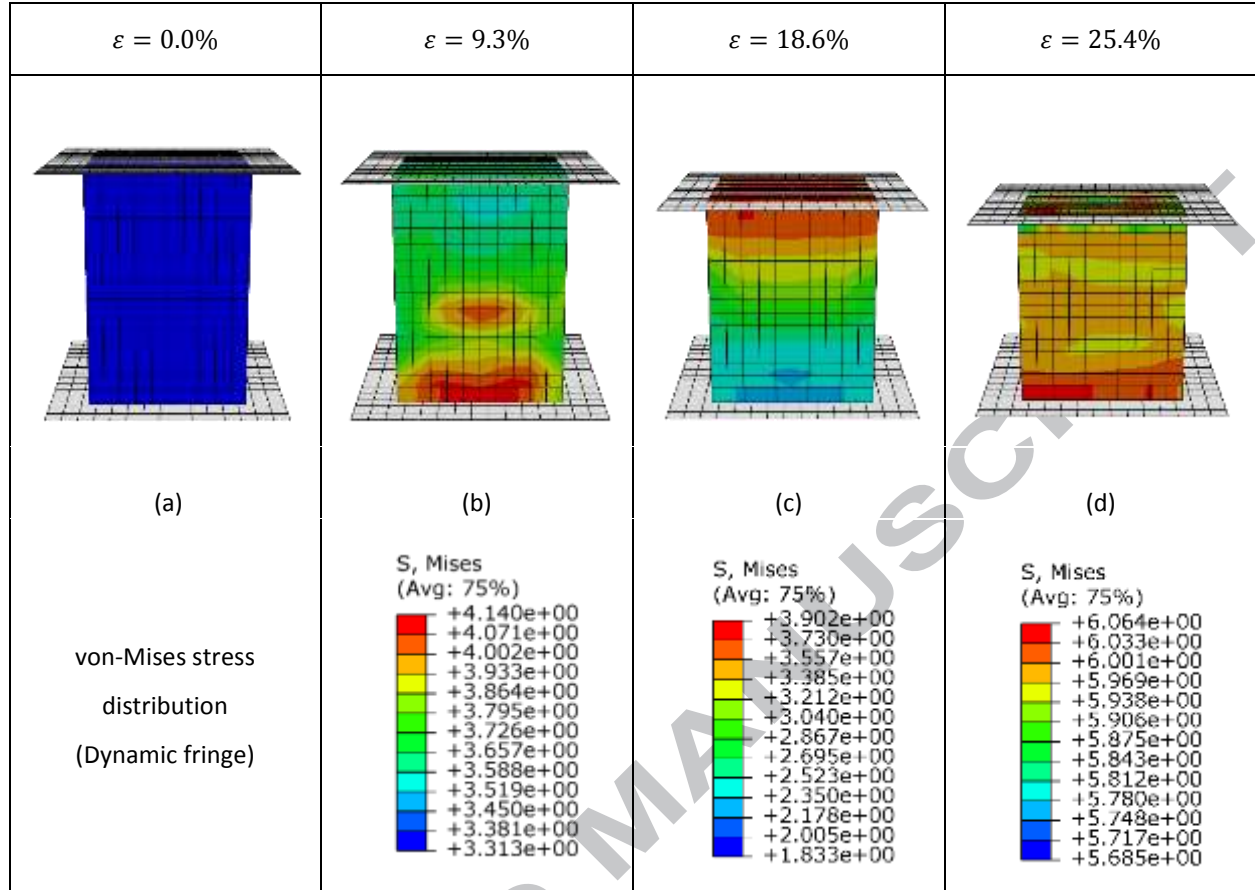 𝜀 = 0.0%
𝜀 = 9.3%
𝜀 = 18.6%
𝜀 = 25.4%
(a)
(b)
(c)
(d)
von-Mises stress
distribution
(Dynamic fringe)
S, Mises
(Avg: 75%)
+4.140e+00
+4.071e+00
+4.002e+00
+3.933e+00
+3.864e+00
+3.795e+00
+3.726e+00
+3.657e+00
+3.588e+00
+3.519e+00
+3.450e+00
+3.381e+00
+3.313e+00
S, Mises
(Avg: 75%)
+3.902e+00
+3.730e+00
+3.557e+00
+3.385e+00
+3.212e+00
+3.040e+00
+2.867e+00
+2.695e+00
+2.523e+00
+2.350e+00
+2.178e+00
+2.005e+00
+1.833e+00
S, Mises
(Avg: 75%)
+6.064e+00
+6.033e+00
+6.001e+00
+5.969e+00
+5.938e+00
+5.906e+00
+5.875e+00
+5.843e+00
+5.812e+00
+5.780e+00
+5.748e+00
+5.717e+00
+5.685e+00
MANUSCRIPT